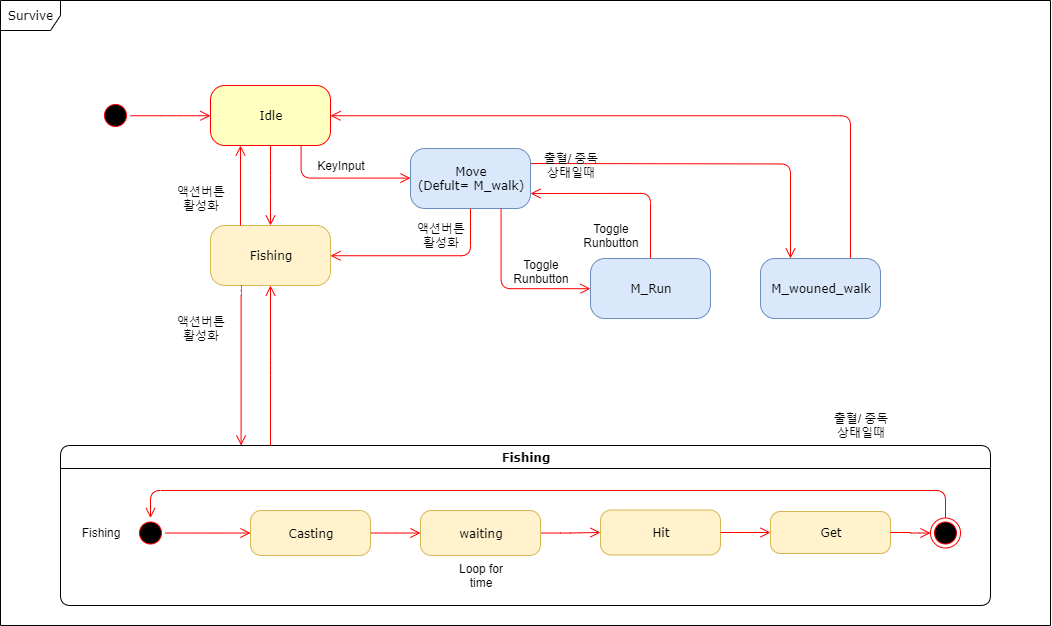 Survive
Idle
KeyInput
출혈/ 중독
상태일때
Move
(Defult= M_walk)
액션버튼
활성화
액션버튼
활성화
Toggle
Runbutton
Fishing
Toggle
Runbutton
M_Run
M_wouned_walk
액션버튼
활성화
출혈/ 중독
상태일때
Fishing
Fishing
Casting
waiting
Hit
Get
Loop for
time